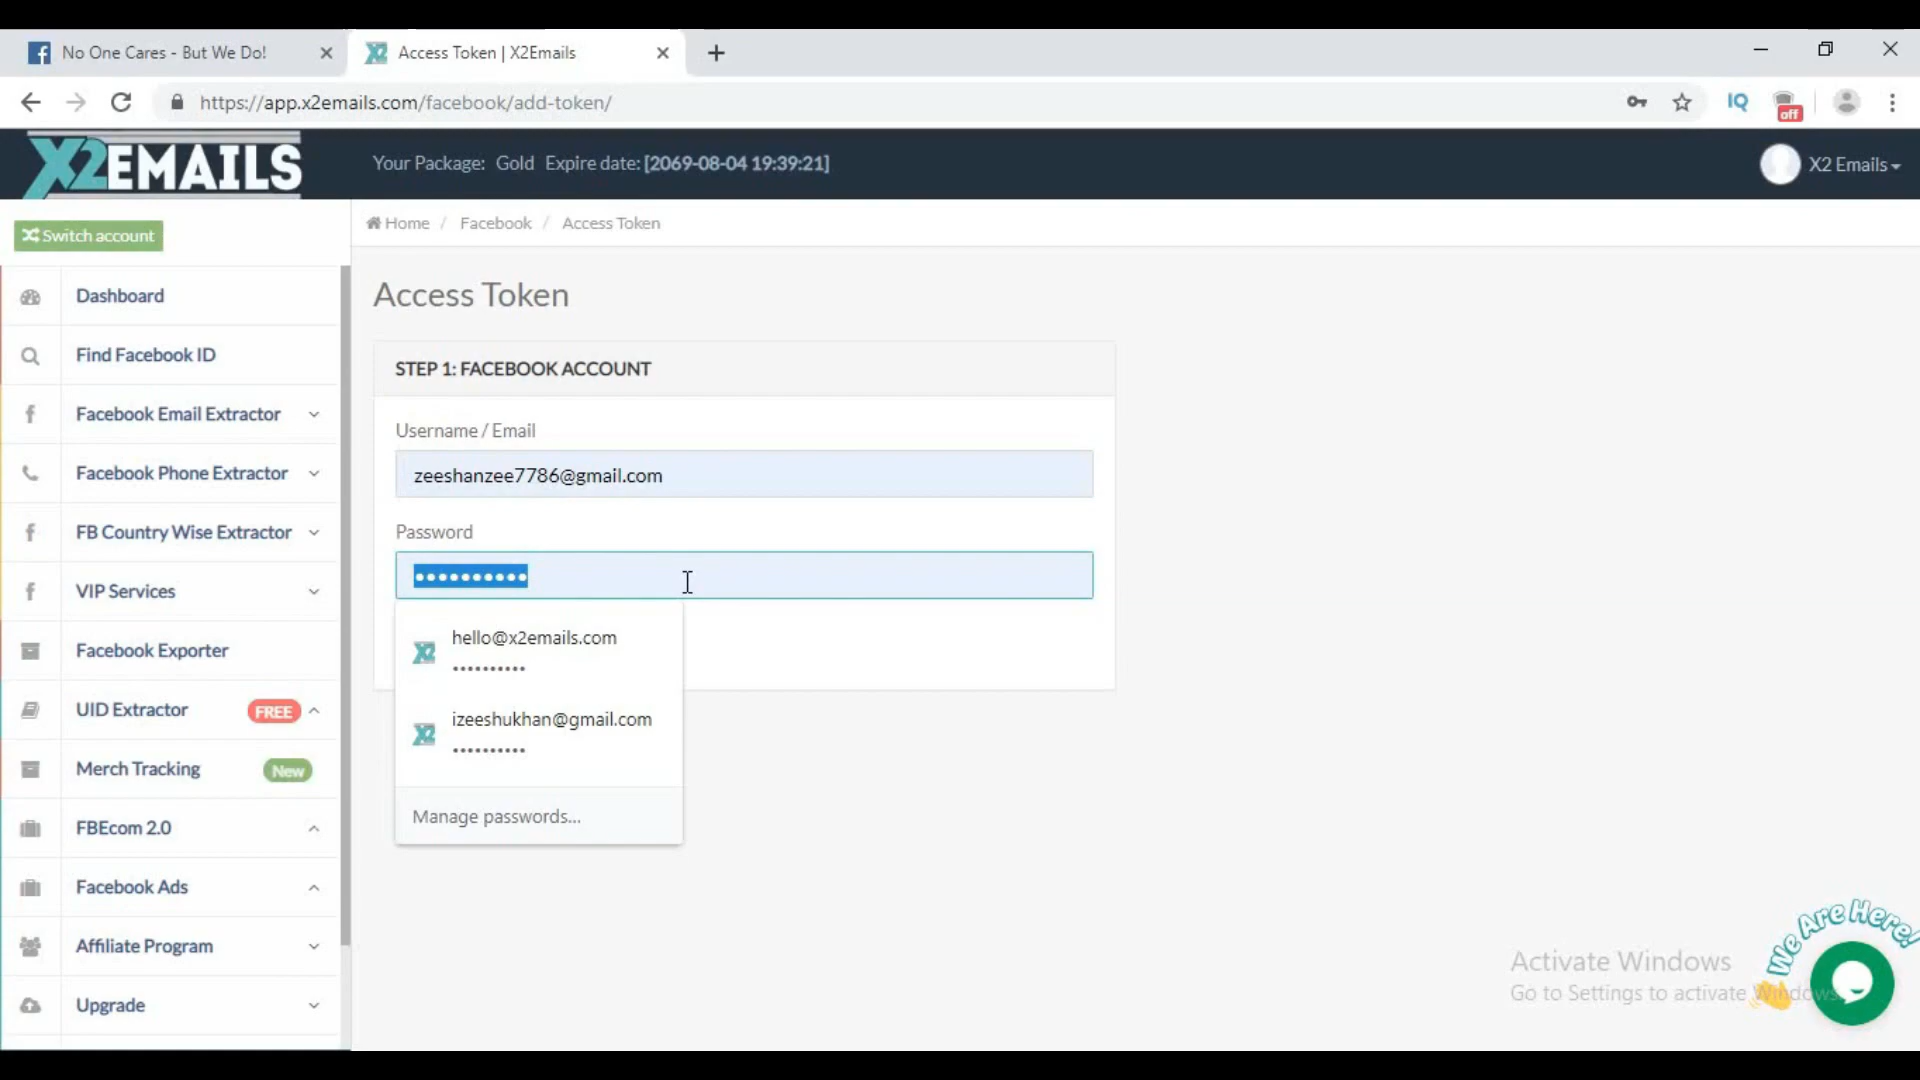 No One Cares - But We Do!
Access Token | X2Emails
https://app.x2emails.com/facebook/add-token/
IQ
off
X2EMAILS
Your Package: Gold Expire date: [2069-08-04 19:39:21]
X2 Emails
Switch account
Home / Facebook / Access Token
Dashboard
Find Facebook ID
Facebook Email Extractor
Facebook Phone Extractor
FB Country Wise Extractor
VIP Services
Facebook Exporter
UID Extractor FREE
Merch Tracking New
FBEcom 2.0
Facebook Ads
Affiliate Program
Upgrade
Access Token
STEP 1: FACEBOOK ACCOUNT
Username / Email
zeeshanzee7786@gmail.com
Password
••••••••••
hello@x2emails.com
••••••••••
izeeshukhan@gmail.com
••••••••••
Manage passwords...
We Are Here!
Activate Windows
Go to Settings to activate Windows.